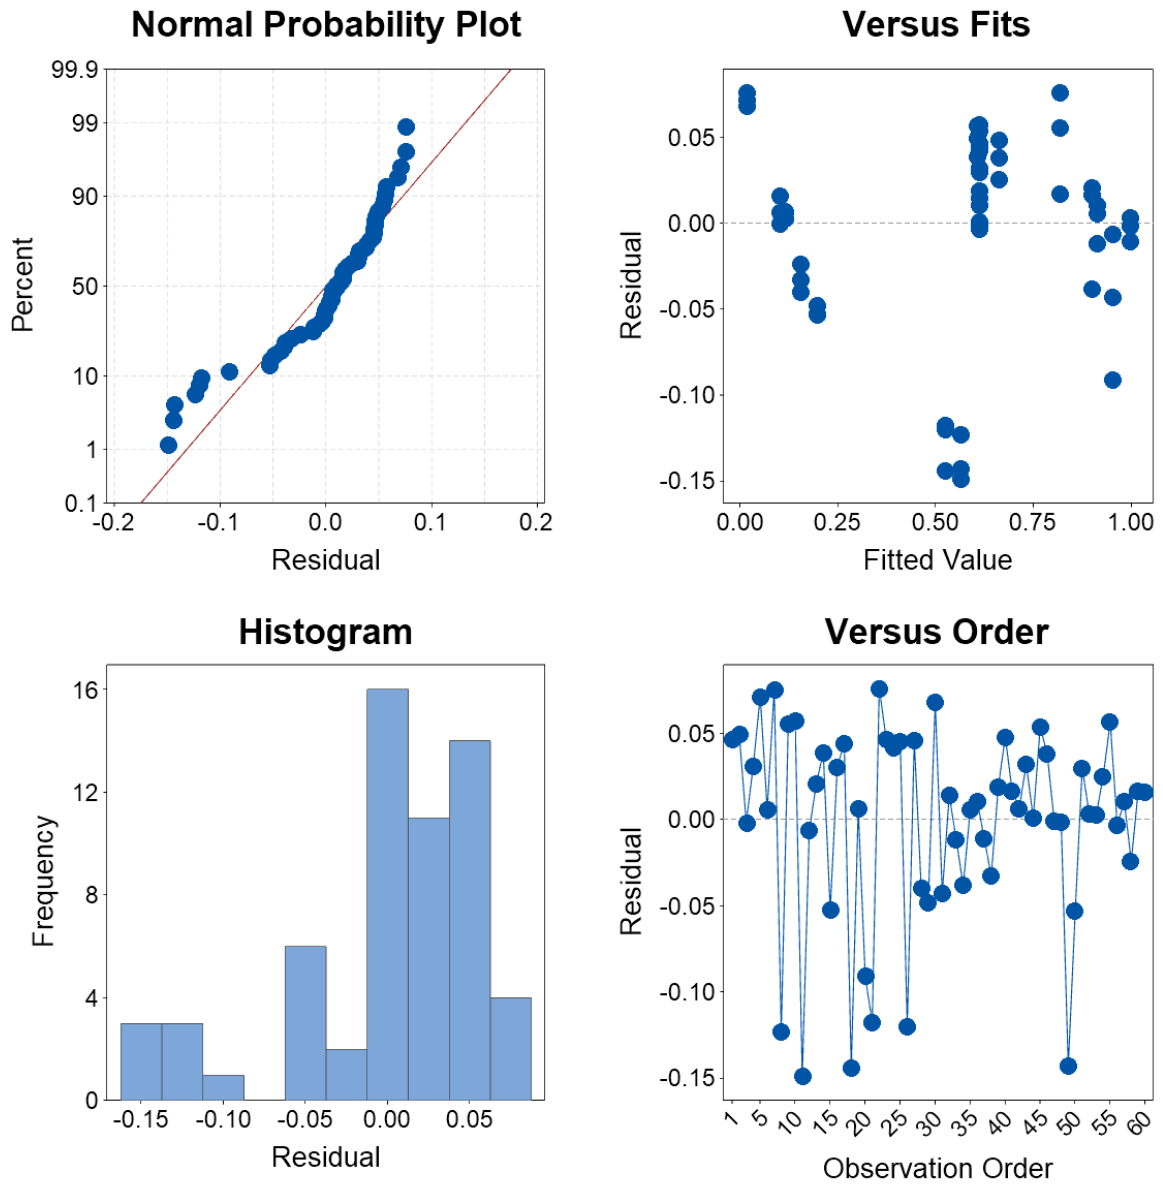 Normal Probability Plot
99.9
99
90
50
10
1
0.1
Percent
-0.2 -0.1 0.0 0.1 0.2
Residual
Versus Fits
0.05
0.00
-0.05
-0.10
-0.15
Residual
0.00 0.25 0.50 0.75 1.00
Fitted Value
Histogram
16
12
8
4
0
Frequency
-0.15 -0.10 -0.05 0.00 0.05
Residual
Versus Order
0.05
0.00
-0.05
-0.10
-0.15
Residual
1 5 10 15 20 25 30 35 40 45 50 55 60
Observation Order